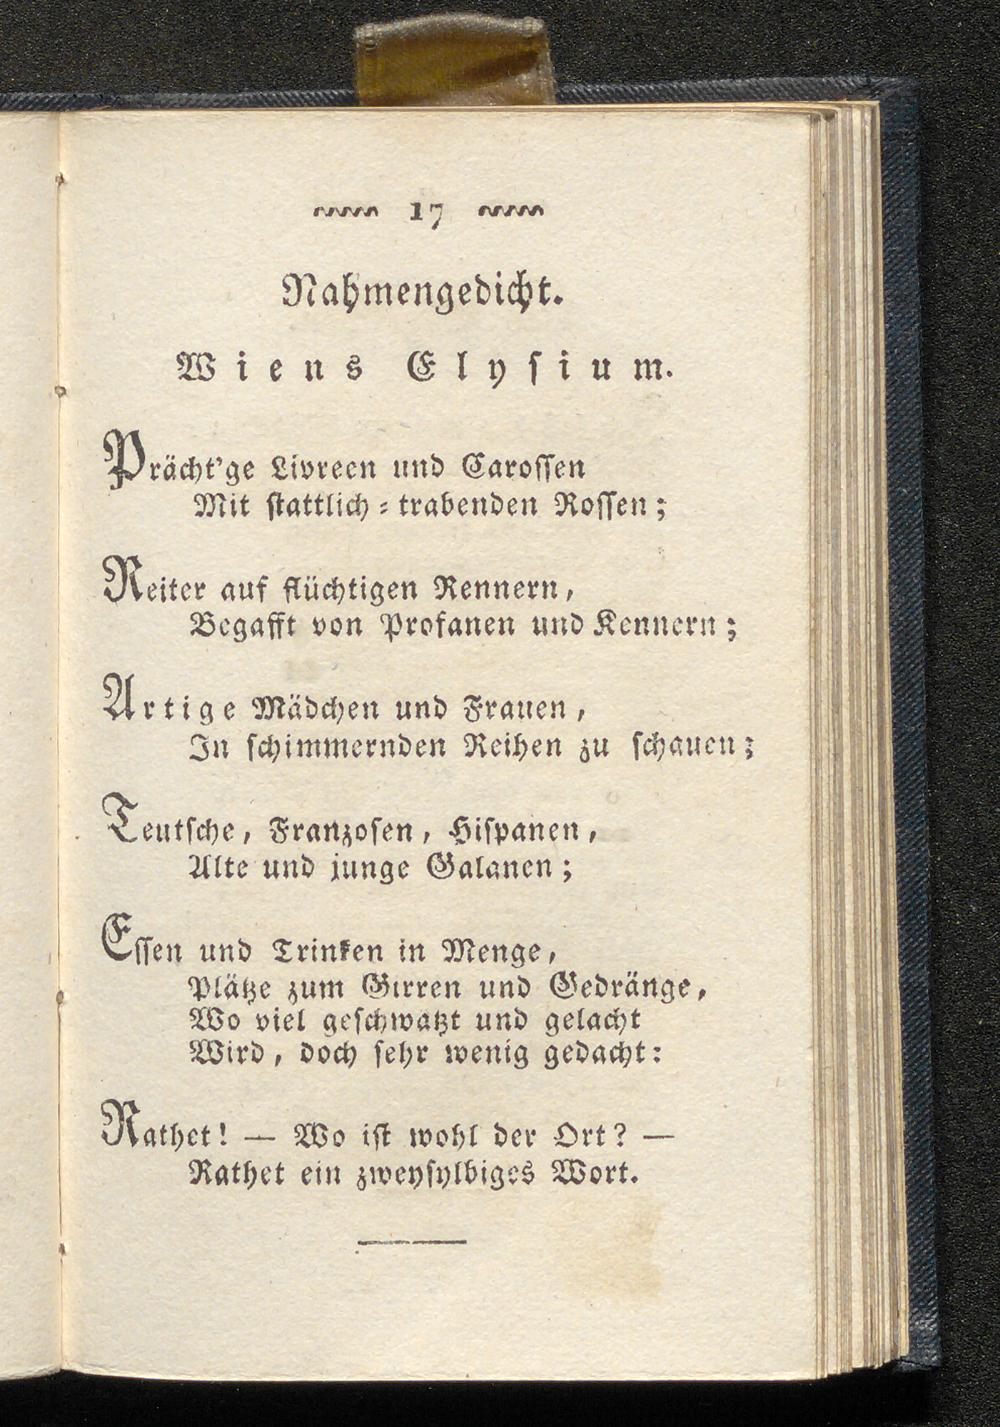 17
Nahmengedicht.
Wiens Elysium.
Prächt'ge Livreen und Carossen
Mit stattlich-trabenden Rossen;
Reiter auf flüchtigen Rennern,
Begafft von Profanen und Kennern;
Artige Mädchen und Frauen,
In schimmernden Reihen zu schauen;
Teutsche, Franzosen, Hispanen,
Alte und junge Galanen;
Essen und Trinken in Menge,
Plätze zum Girren und Gedränge,
Wo viel geschwatzt und gelacht
Wird, doch sehr wenig gedacht:
Rathet! — Wo ist wohl der Ort? —
Rathet ein zweysylbiges Wort.